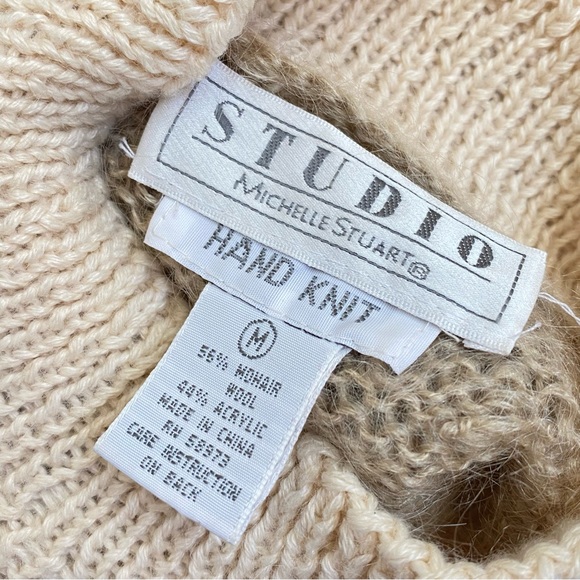 STUDIO
MICHELLE STUART®
HAND KNIT
M
56% MOHAIR
WOOL
44% ACRYLIC
MADE IN CHINA
RN 58973
CARE INSTRUCTION
ON BACK